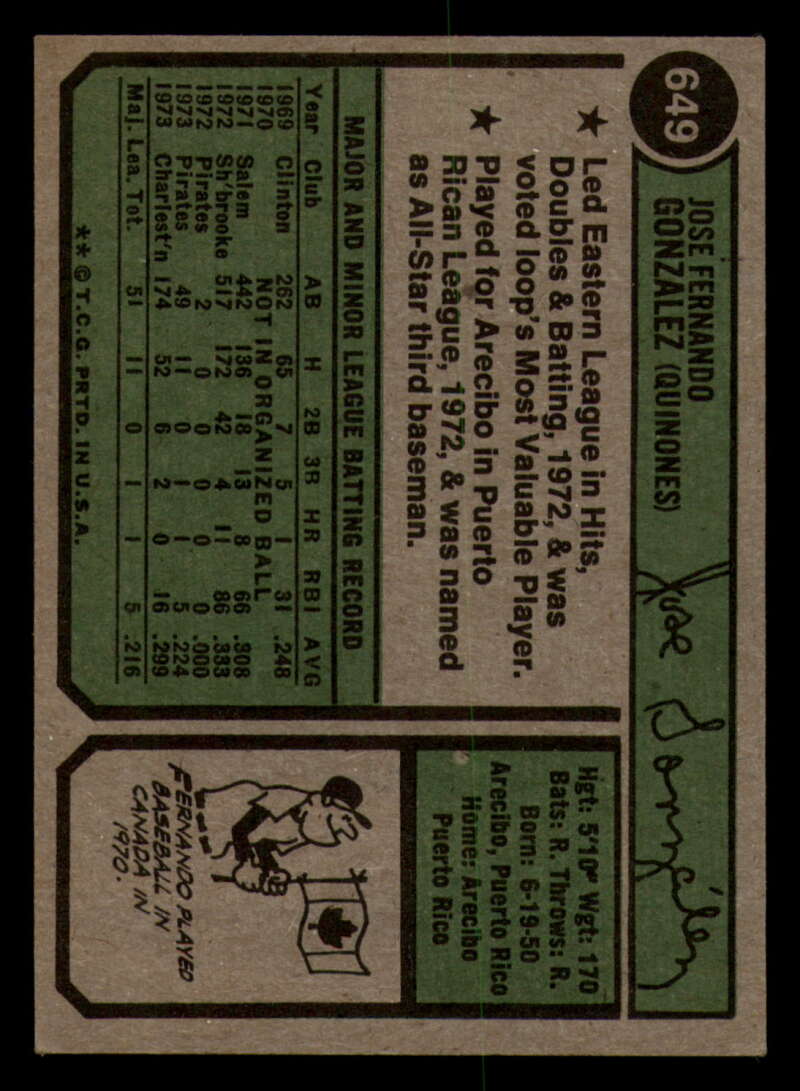 649
JOSÉ FERNANDO
GONZALEZ (QUINONES)
Jose González
★ Led Eastern League in Hits,
Doubles & Batting, 1972, & was
voted loop's Most Valuable Player.
★ Played for Arecibo in Puerto
Rican League, 1972, & was named
as All-Star third baseman.
Hgt: 5'10" Wgt: 170
Bats: R. Throws: R.
Born: 6-19-50
Arecibo, Puerto Rico
Home: Arecibo
Puerto Rico
MAJOR AND MINOR LEAGUE BATTING RECORD
Year Club AB H 2B 3B HR RBI AVG
1969 Clinton 262 65 7 5 1 31 .248
1970 NOT IN ORGANIZED BALL
1971 Salem 442 136 18 13 8 66 .308
1972 Sh'brooke 517 172 42 4 11 86 .333
1972 Pirates 2 0 0 0 0 0 .000
1973 Pirates 49 11 0 1 1 5 .224
1973 Charlest'n 174 52 6 2 0 16 .299
Maj. Lea. Tot. 51 11 0 1 1 5 .216
** © T.C.G. PRTD. IN U.S.A.
FERNANDO PLAYED
BASEBALL IN
CANADA IN
1970.